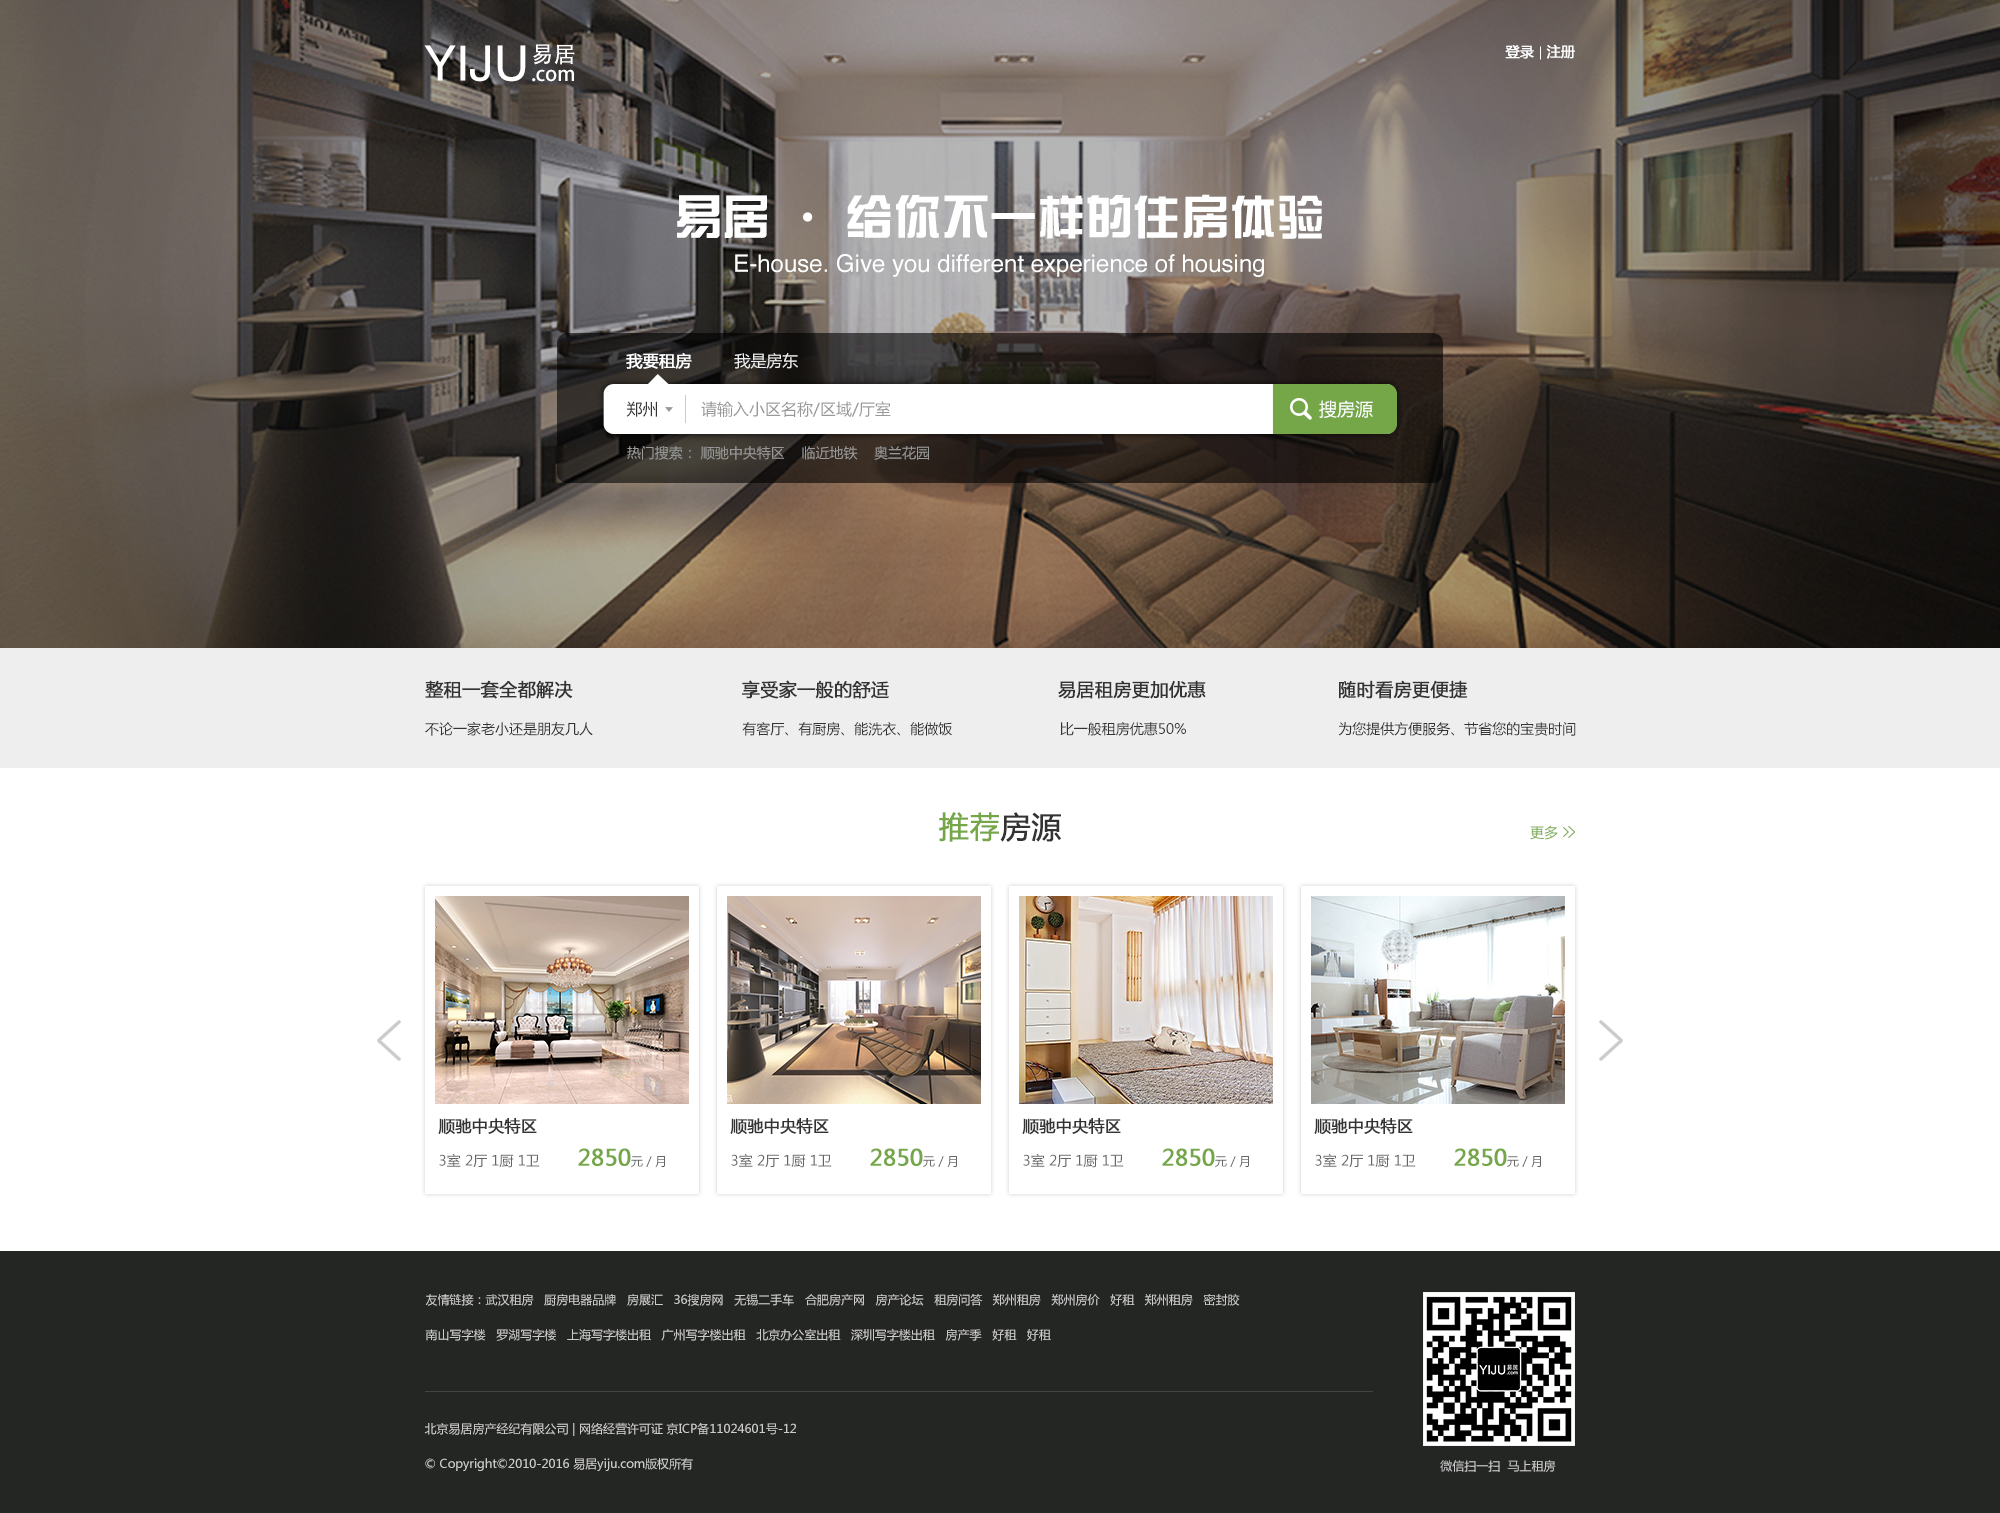 YIJU易居.com
登录 | 注册
易居 · 给你不一样的住房体验
E-house. Give you different experience of housing
我要租房 我是房东
郑州 请输入小区名称/区域/厅室 搜房源
热门搜索： 顺驰中央特区 临近地铁 奥兰花园
整租一套全都解决 享受家一般的舒适 易居租房更加优惠 随时看房更便捷
不论一家老小还是朋友几人 有客厅、有厨房、能洗衣、能做饭 比一般租房优惠50% 为您提供方便服务、节省您的宝贵时间
推荐房源
更多
顺驰中央特区 顺驰中央特区 顺驰中央特区 顺驰中央特区
3室 2厅 1厨 1卫 2850元 / 月 3室 2厅 1厨 1卫 2850元 / 月 3室 2厅 1厨 1卫 2850元 / 月 3室 2厅 1厨 1卫 2850元 / 月
友情链接：武汉租房 厨房电器品牌 房展汇 36搜房网 无锡二手车 合肥房产网 房产论坛 租房问答 郑州租房 郑州房价 好租 郑州租房 密封胶
南山写字楼 罗湖写字楼 上海写字楼出租 广州写字楼出租 北京办公室出租 深圳写字楼出租 房产季 好租 好租
YIJU易居.com
北京易居房产经纪有限公司 | 网络经营许可证 京ICP备11024601号-12
© Copyright©2010-2016 易居yiju.com版权所有
微信扫一扫 马上租房